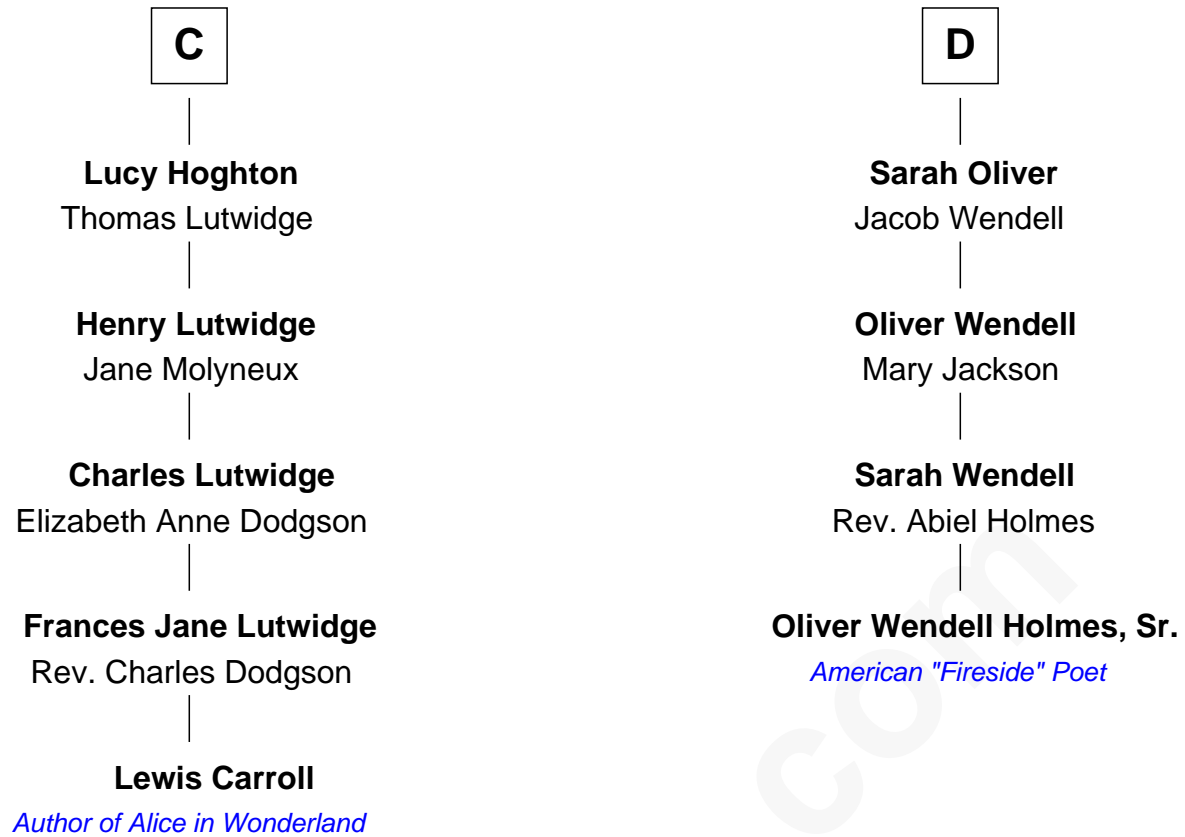 C
Lucy Hoghton
Thomas Lutwidge
Henry Lutwidge
Jane Molyneux
Charles Lutwidge
Elizabeth Anne Dodgson
Frances Jane Lutwidge
Rev. Charles Dodgson
Lewis Carroll
Author of Alice in Wonderland
D
Sarah Oliver
Jacob Wendell
Oliver Wendell
Mary Jackson
Sarah Wendell
Rev. Abiel Holmes
Oliver Wendell Holmes, Sr.
American "Fireside" Poet
com